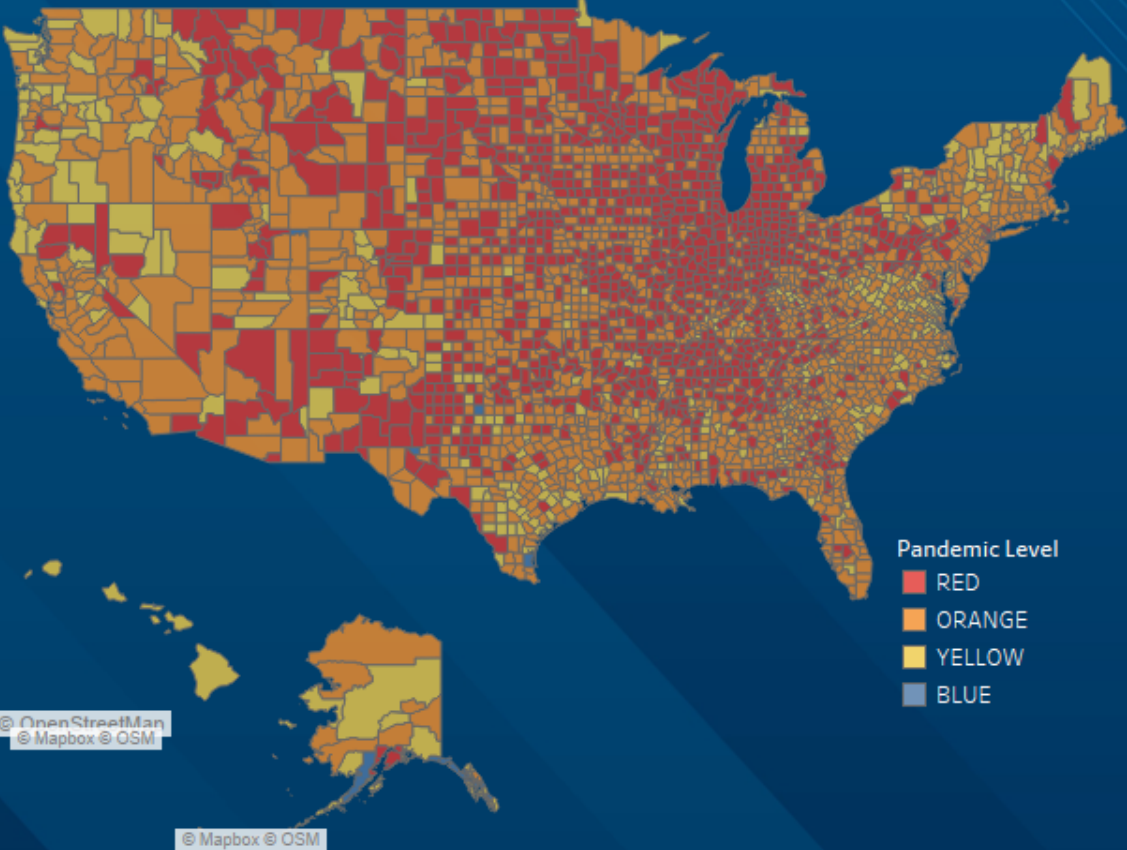 Pandemic Level
RED
ORANGE
YELLOW
BLUE
© OpenStreetMap
© Mapbox © OSM
© Mapbox © OSM